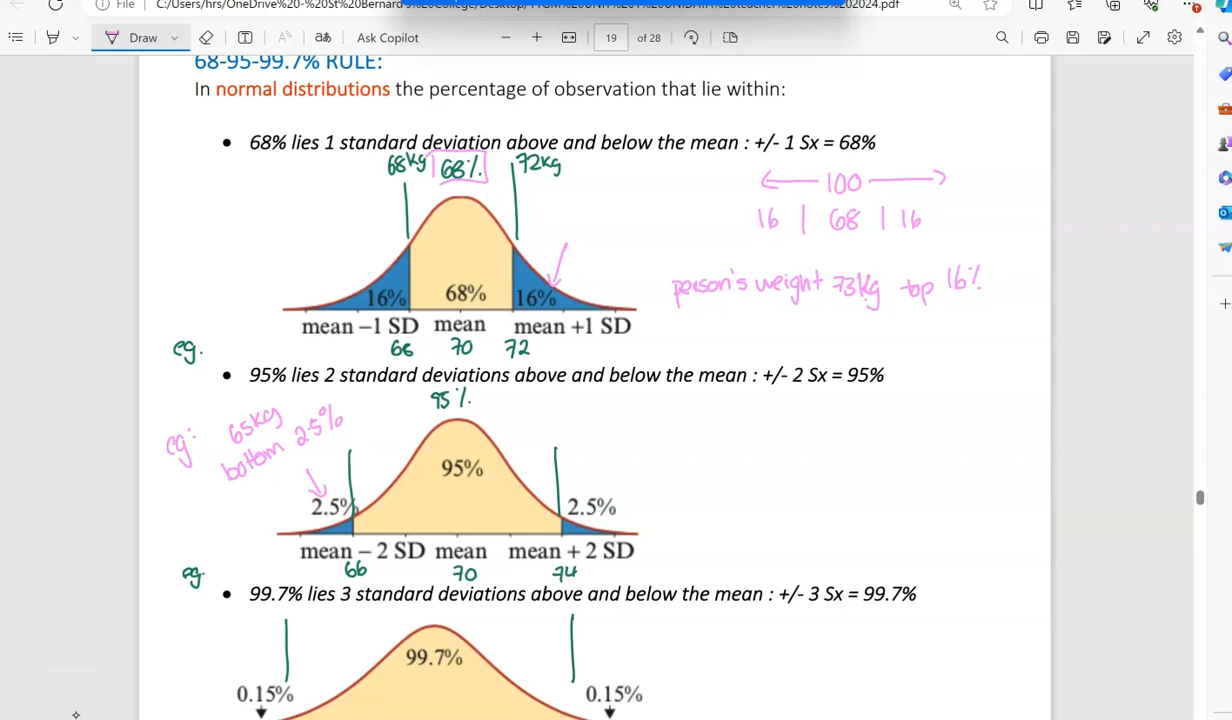 File
C:/Users/hrs/OneDrive%20-%20St%20Bernard
2024.pdf
Draw
Ask Copilot
19
of 28
68-95-99.7% RULE:
In normal distributions the percentage of observation that lie within:
• 68% lies 1 standard deviation above and below the mean : +/- 1 Sx = 68%
68kg 68% 72kg
100
16 | 68 | 16
person's weight 73kg top 16%
16% 68% 16%
mean –1 SD mean mean +1 SD
eg. 68 70 72
• 95% lies 2 standard deviations above and below the mean : +/- 2 Sx = 95%
95%
eg: 65kg
bottom 2.5%
95%
2.5% 2.5%
mean – 2 SD mean mean + 2 SD
eg. 66 70 74
• 99.7% lies 3 standard deviations above and below the mean : +/- 3 Sx = 99.7%
99.7%
0.15% 0.15%